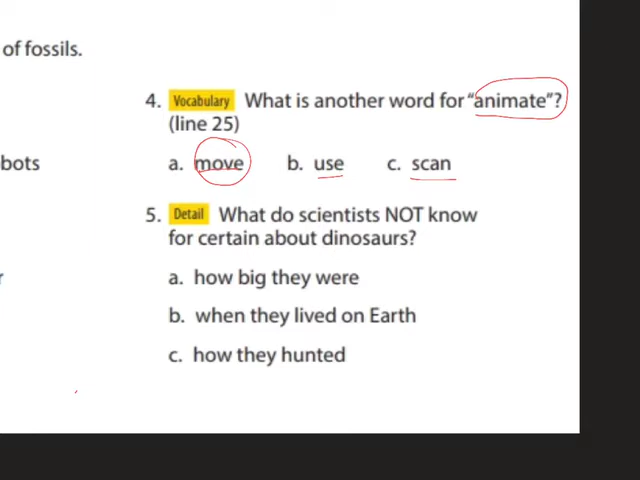 of fossils.
4. Vocabulary What is another word for "animate"?
(line 25)
obots
a. move b. use c. scan
5. Detail What do scientists NOT know
for certain about dinosaurs?
r
a. how big they were
b. when they lived on Earth
c. how they hunted